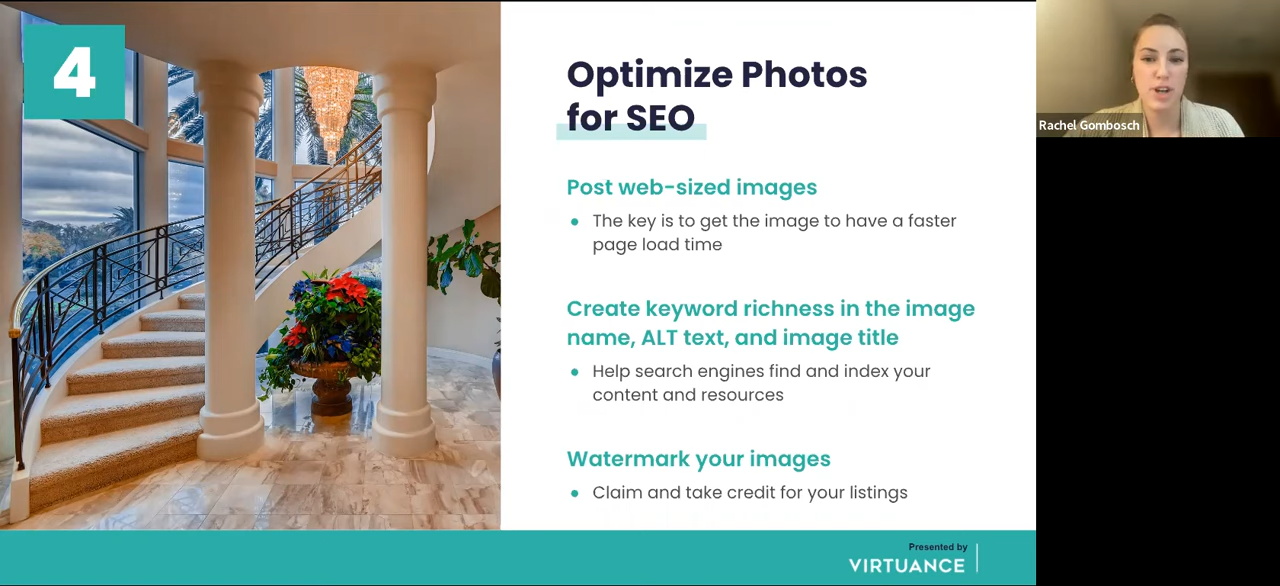 4
Optimize Photos
for SEO
Post web-sized images
• The key is to get the image to have a faster
page load time
Create keyword richness in the image
name, ALT text, and image title
• Help search engines find and index your
content and resources
Watermark your images
• Claim and take credit for your listings
Presented by
VIRTUANCE
Rachel Gombosch